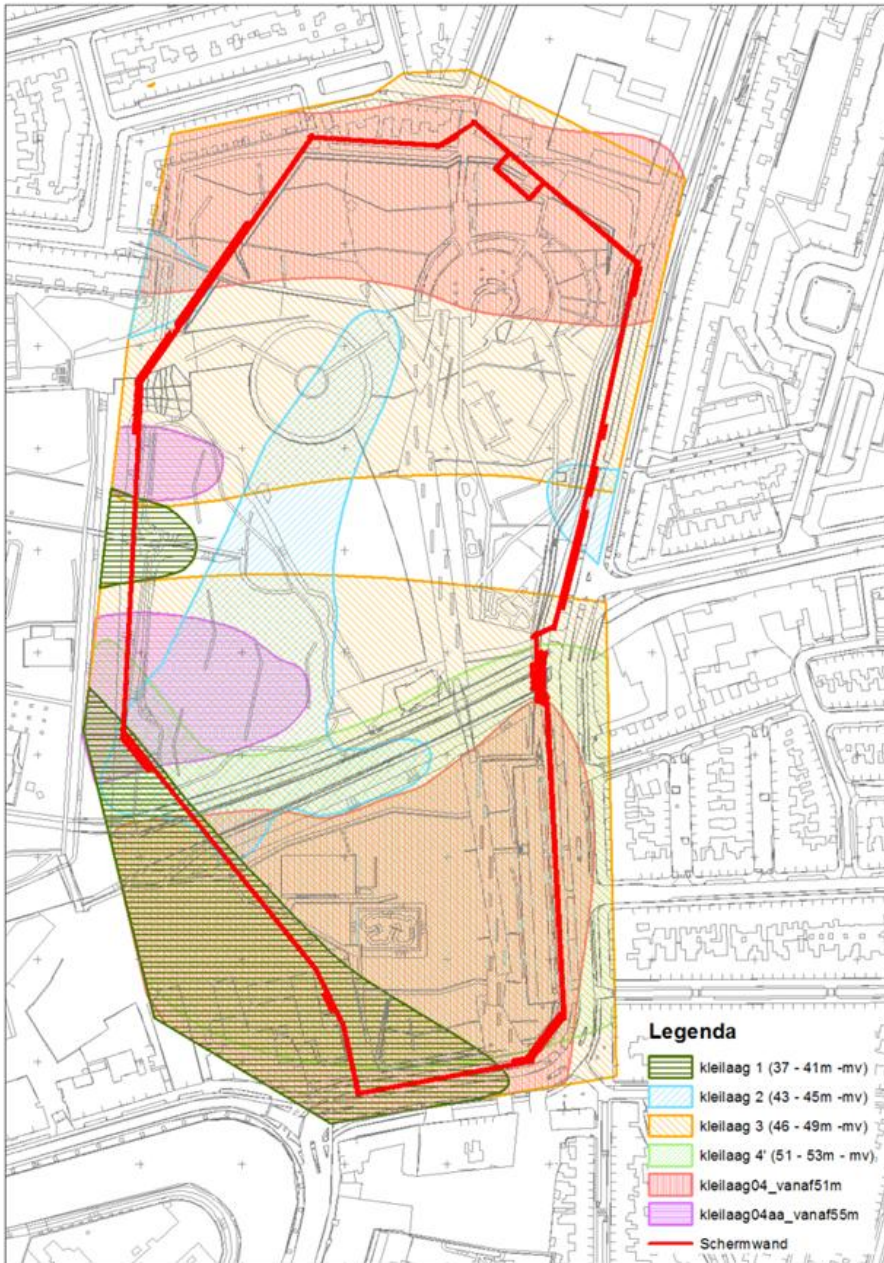 Legenda
kleilaag 1 (37 - 41m -mv)
kleilaag 2 (43 - 45m -mv)
kleilaag 3 (46 - 49m -mv)
kleilaag 4' (51 - 53m - mv)
kleilaag04_vanaf51m
kleilaag04aa_vanaf55m
Schermwand